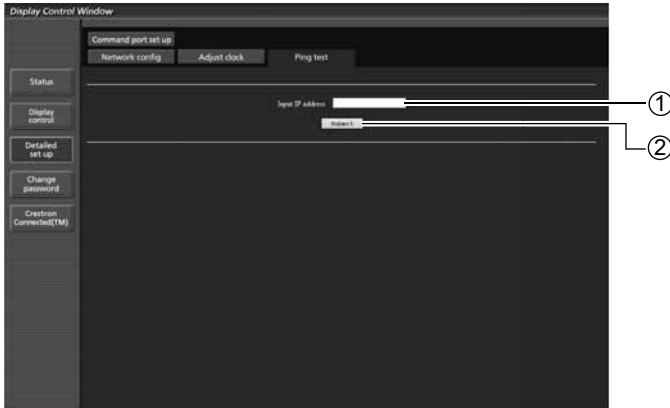 Display Control Window
Command port set up
Network config
Adjust clock
Ping test
Status
Display
control
Detailed
set up
Change
password
Crestron
Connected(TM)
Input IP address
Submit
①
②